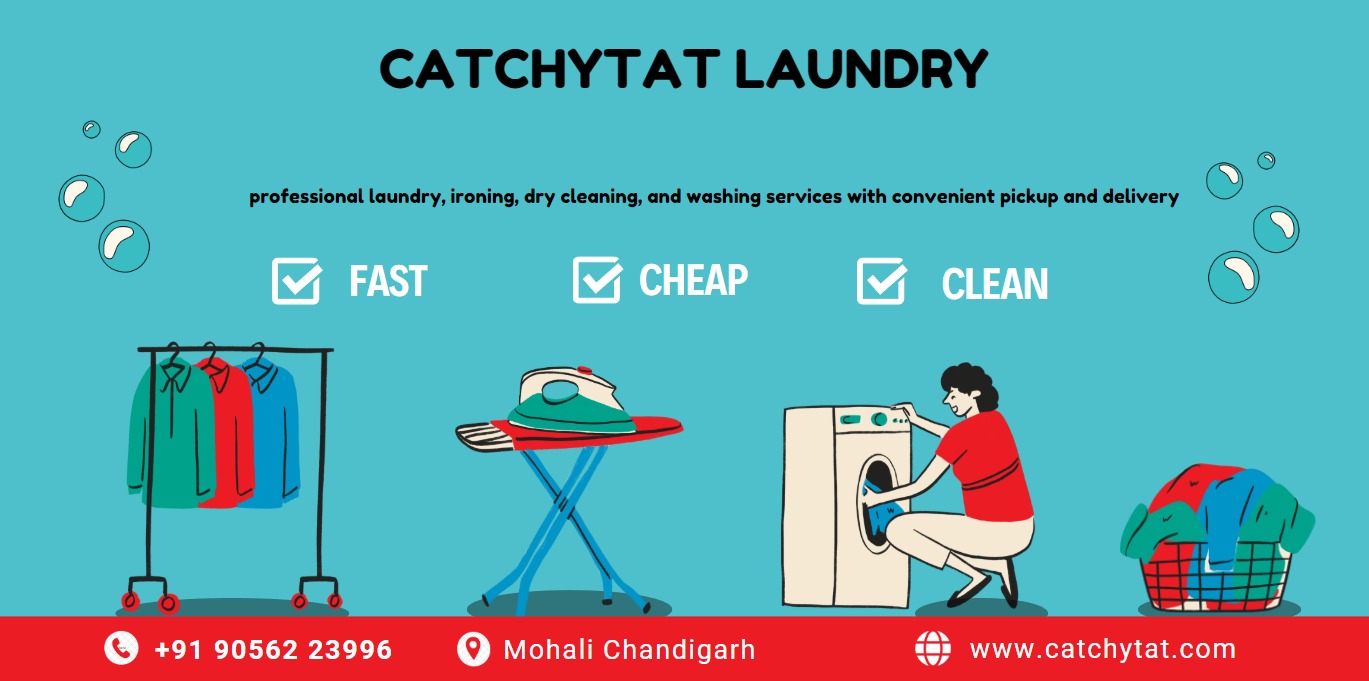 CATCHYTAT LAUNDRY
professional laundry, ironing, dry cleaning, and washing services with convenient pickup and delivery
FAST CHEAP CLEAN
+91 90562 23996 Mohali Chandigarh www.catchytat.com